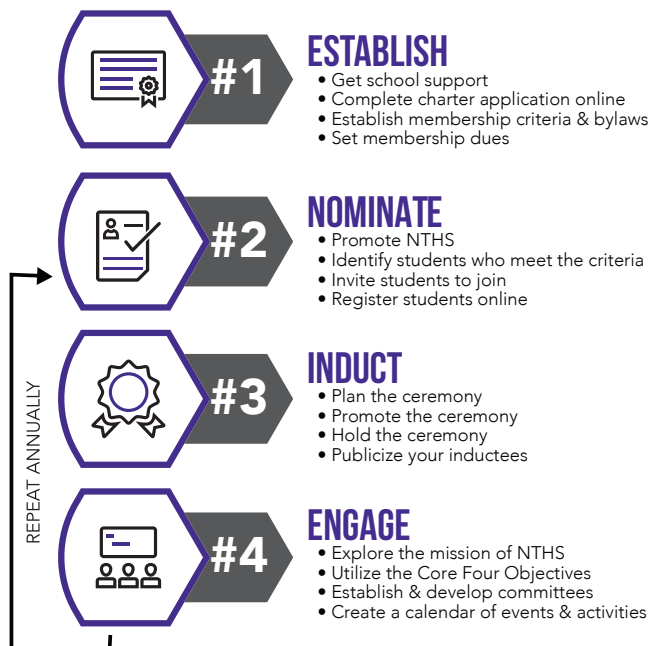 #1
ESTABLISH
• Get school support
• Complete charter application online
• Establish membership criteria & bylaws
• Set membership dues
#2
NOMINATE
• Promote NTHS
• Identify students who meet the criteria
• Invite students to join
• Register students online
#3
INDUCT
• Plan the ceremony
• Promote the ceremony
• Hold the ceremony
• Publicize your inductees
REPEAT ANNUALLY
#4
ENGAGE
• Explore the mission of NTHS
• Utilize the Core Four Objectives
• Establish & develop committees
• Create a calendar of events & activities